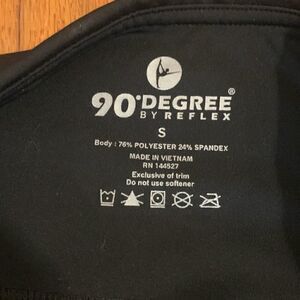 90°DEGREE®
BY REFLEX
S
Body : 76% POLYESTER 24% SPANDEX
MADE IN VIETNAM
RN 144527
Exclusive of trim
Do not use softener